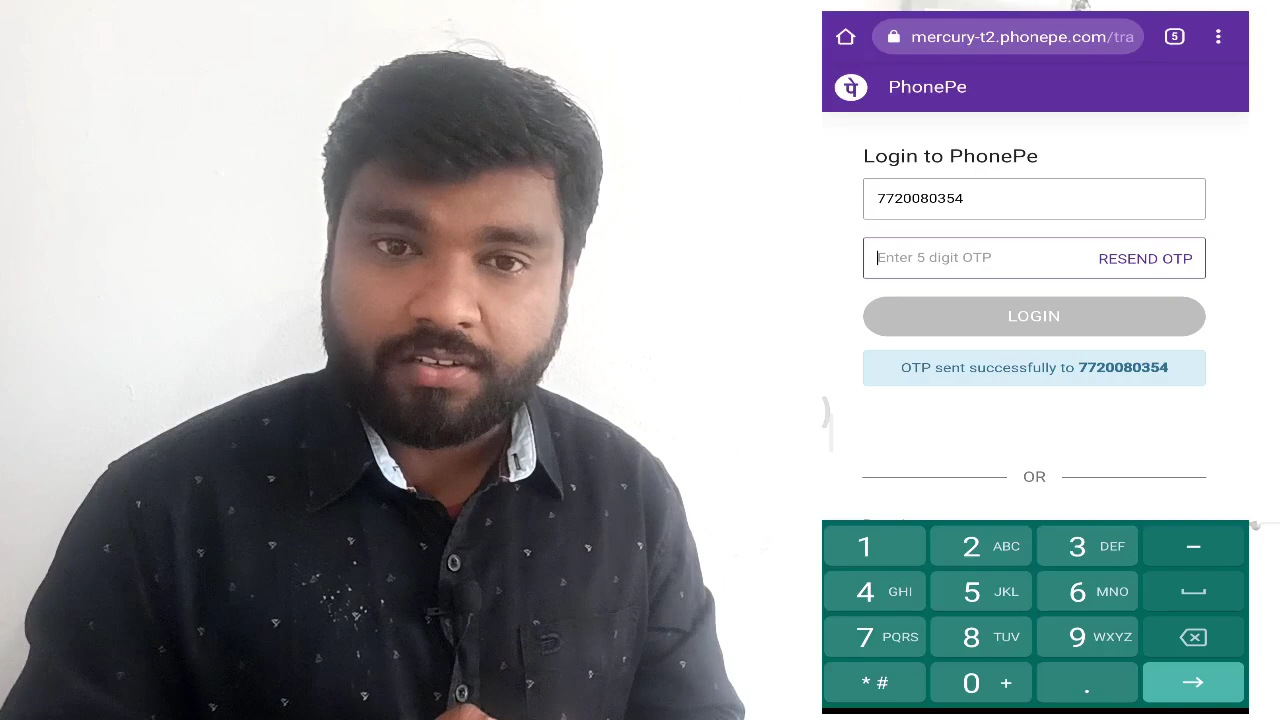 mercury-t2.phonepe.com/tra
5
पे PhonePe
Login to PhonePe
7720080354
Enter 5 digit OTP RESEND OTP
LOGIN
OTP sent successfully to 7720080354
OR
1 2 ABC 3 DEF –
4 GHI 5 JKL 6 MNO
7 PQRS 8 TUV 9 WXYZ
* # 0 + .